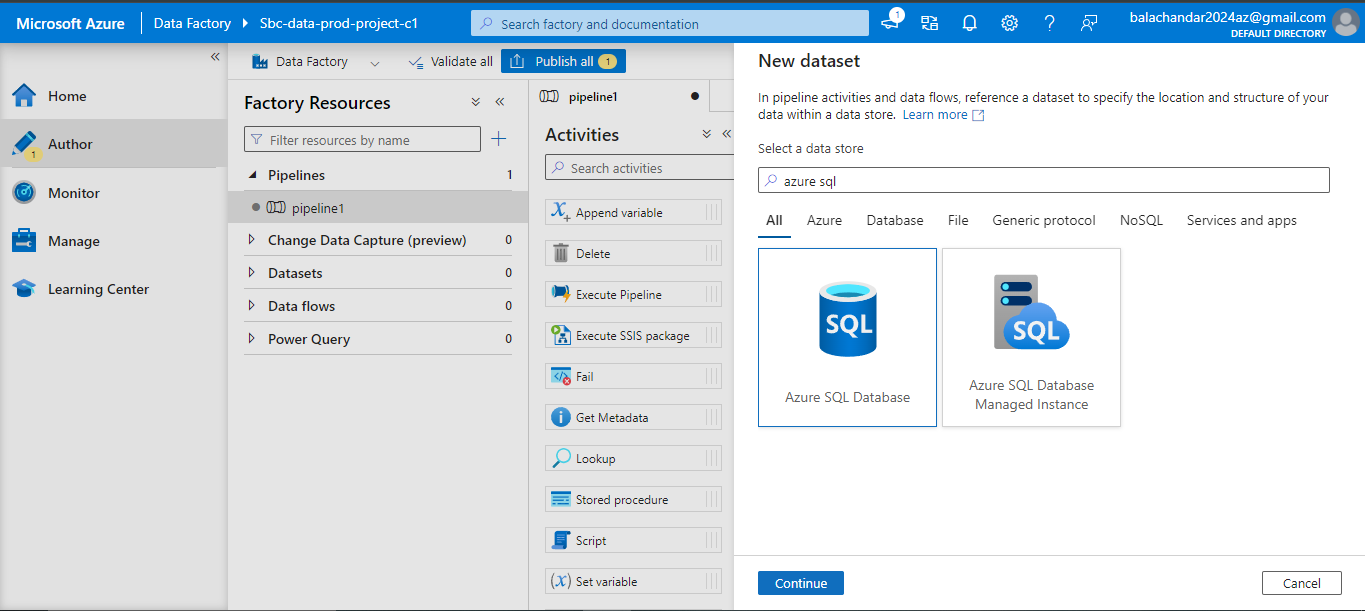 Microsoft Azure
Data Factory
Sbc-data-prod-project-c1
Search factory and documentation
1
balachandar2024az@gmail.com
DEFAULT DIRECTORY
Home
Author
1
Monitor
Manage
Learning Center
Data Factory
Validate all
Publish all
1
Factory Resources
Filter resources by name
Pipelines
1
pipeline1
Change Data Capture (preview)
0
Datasets
0
Data flows
0
Power Query
0
pipeline1
Activities
Search activities
Append variable
Delete
Execute Pipeline
Execute SSIS package
Fail
Get Metadata
Lookup
Stored procedure
Script
(x) Set variable
New dataset
In pipeline activities and data flows, reference a dataset to specify the location and structure of your
data within a data store. Learn more
Select a data store
azure sql
All
Azure
Database
File
Generic protocol
NoSQL
Services and apps
SQL
Azure SQL Database
SQL
Azure SQL Database
Managed Instance
Continue
Cancel